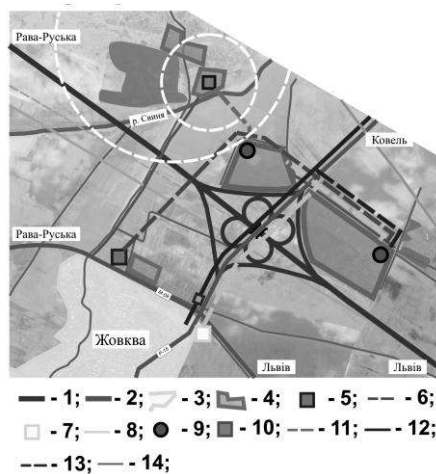 Рава-Руська
р. Свиня
Ковель
Рава-Руська
Жовква
Львів
Львів
- 1; - 2; - 3; - 4; - 5; - 6;
- 7; - 8; - 9; - 10; - 11; - 12;
- 13; - 14;